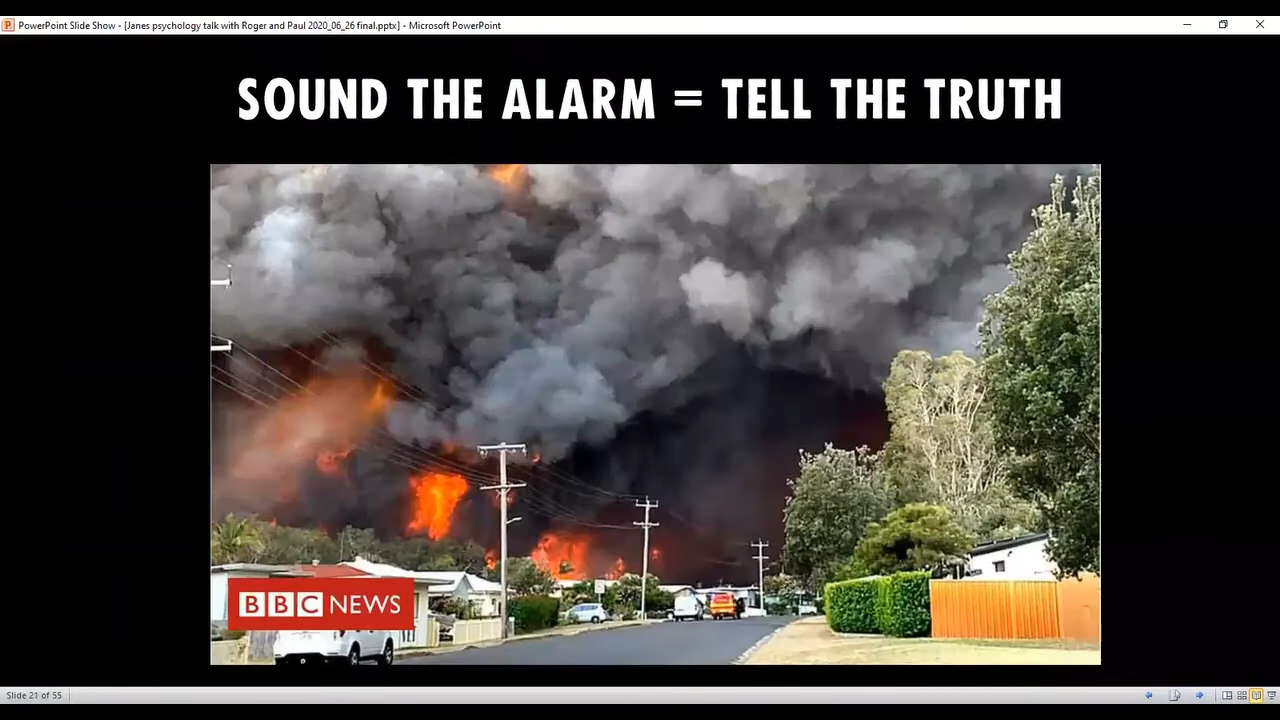 PowerPoint Slide Show - [Janes psychology talk with Roger and Paul 2020_06_26 final.pptx] - Microsoft PowerPoint
SOUND THE ALARM = TELL THE TRUTH
BBC NEWS
Slide 21 of 55